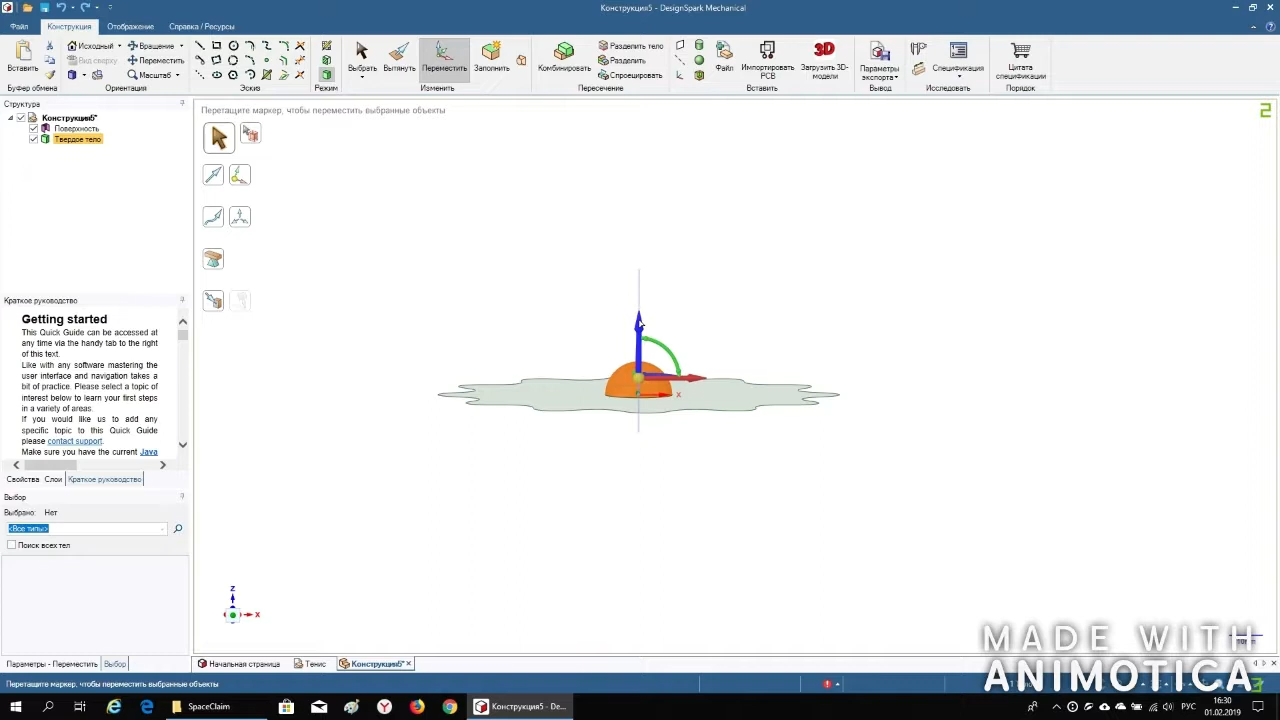 Конструкция5 - DesignSpark Mechanical
Файл Конструкция Отображение Справка / Ресурсы
Вставить
Буфер обмена
Исходный Вращение
Вид сверху Переместить
Масштаб
Ориентация
Эскиз
Режим
Выбрать Вытянуть Переместить Заполнить
Изменить
Комбинировать
Разделить тело
Разделить
Спроецировать
Пересечение
Файл
Импортировать PCB
3D
Загрузить 3D-модели
Вставить
Параметры экспорта
Вывод
Спецификация
Исследовать
Цитата спецификации
Порядок
Структура
Конструкция5*
Поверхность
Твердое тело
Перетащите маркер, чтобы переместить выбранные объекты
2
Краткое руководство
Getting started
This Quick Guide can be accessed
at any time via the handy tab to the right
of this text.
Like with any software mastering the
user interface and navigation takes a
bit of practice. Please select a topic of
interest below to learn your first steps
in a variety of areas.
If you would like us to add any
specific topic to this Quick Guide
please contact support.
Make sure you have the current Java
Свойства Слои Краткое руководство
Выбор
Выбрано: Нет
<Все типы>
Поиск всех тел
X
Z
X
Параметры - Переместить Выбор
Начальная страница Тенис Конструкция5*
Перетащите маркер, чтобы переместить выбранные объекты
MADE WITH
ANIMOTICA
SpaceClaim
Конструкция5 - De...
РУС
16:30
01.02.2019